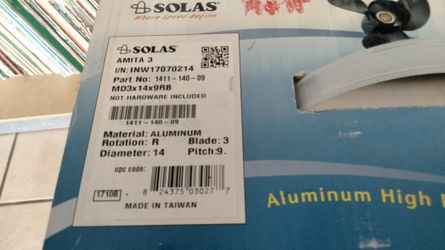 SOLAS
Where Speed Begins
SOLAS
AMITA 3
I/N: INW17070214
Part No: 1411-140-09
MD3x14x9RB
NOT HARDWARE INCLUDED
1411-140-09
Material: ALUMINUM
Rotation: R Blade: 3
Diameter: 14 Pitch:9.
upc code:
1710B
8 24375 03027 7
MADE IN TAIWAN
Aluminum High